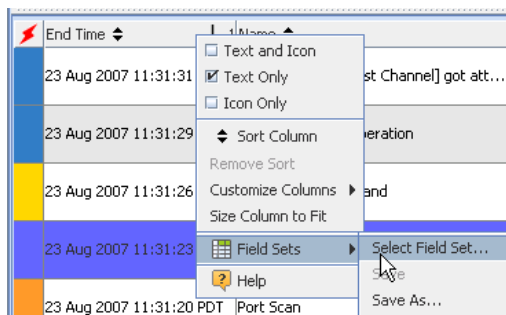 End Time 1 Name
Text and Icon
23 Aug 2007 11:31:31 Text Only st Channel] got att...
Icon Only
23 Aug 2007 11:31:29 Sort Column eration
Remove Sort
23 Aug 2007 11:31:26 Customize Columns and
Size Column to Fit
23 Aug 2007 11:31:23 Field Sets Select Field Set...
Help Save
23 Aug 2007 11:31:20 PDT Port Scan Save As...